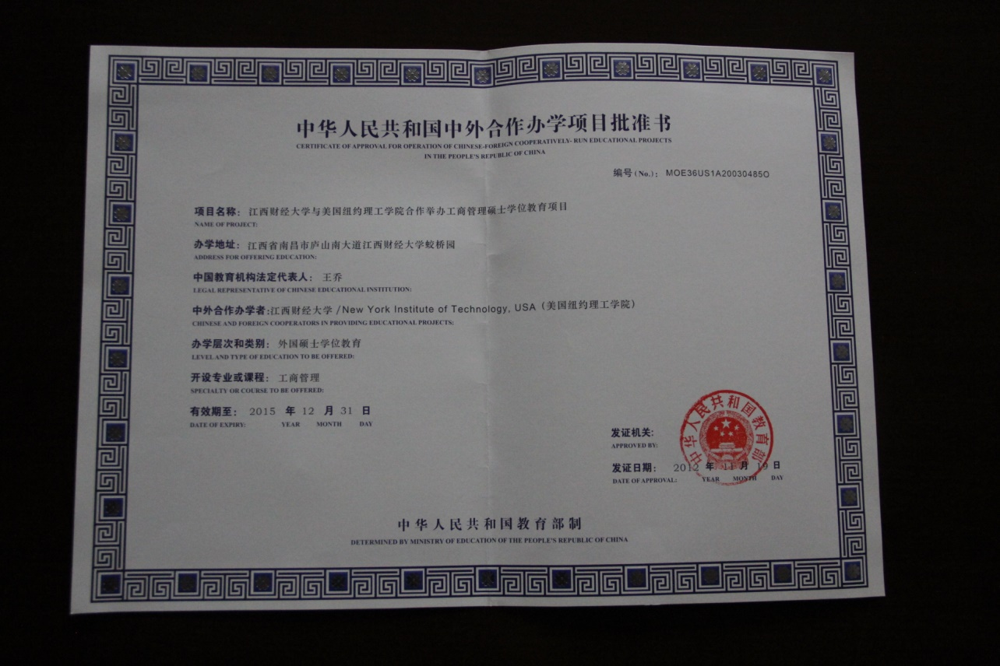 中华人民共和国中外合作办学项目批准书
CERTIFICATE OF APPROVAL FOR OPERATION OF CHINESE-FOREIGN COOPERATIVELY- RUN EDUCATIONAL PROJECTS
IN THE PEOPLE'S REPUBLIC OF CHINA
编号(No.): MOE36US1A20030485O
项目名称: 江西财经大学与美国纽约理工学院合作举办工商管理硕士学位教育项目
NAME OF PROJECT:
办学地址: 江西省南昌市庐山南大道江西财经大学蛟桥园
ADDRESS FOR OFFERING EDUCATION:
中国教育机构法定代表人: 王乔
LEGAL REPRESENTATIVE OF CHINESE EDUCATIONAL INSTITUTION:
中外合作办学者:江西财经大学/New York Institute of Technology, USA（美国纽约理工学院）
CHINESE AND FOREIGN COOPERATORS IN PROVIDING EDUCATIONAL PROJECTS:
办学层次和类别: 外国硕士学位教育
LEVEL AND TYPE OF EDUCATION TO BE OFFERED:
开设专业或课程: 工商管理
SPECIALTY OR COURSE TO BE OFFERED:
有效期至: 2015 年 12 月 31 日
DATE OF EXPIRY: YEAR MONTH DAY
发证机关:
APPROVED BY:
中华人民共和国教育部
发证日期: 2012 年 11 月 19 日
DATE OF APPROVAL: YEAR MONTH DAY
中华人民共和国教育部制
DETERMINED BY MINISTRY OF EDUCATION OF THE PEOPLE'S REPUBLIC OF CHINA